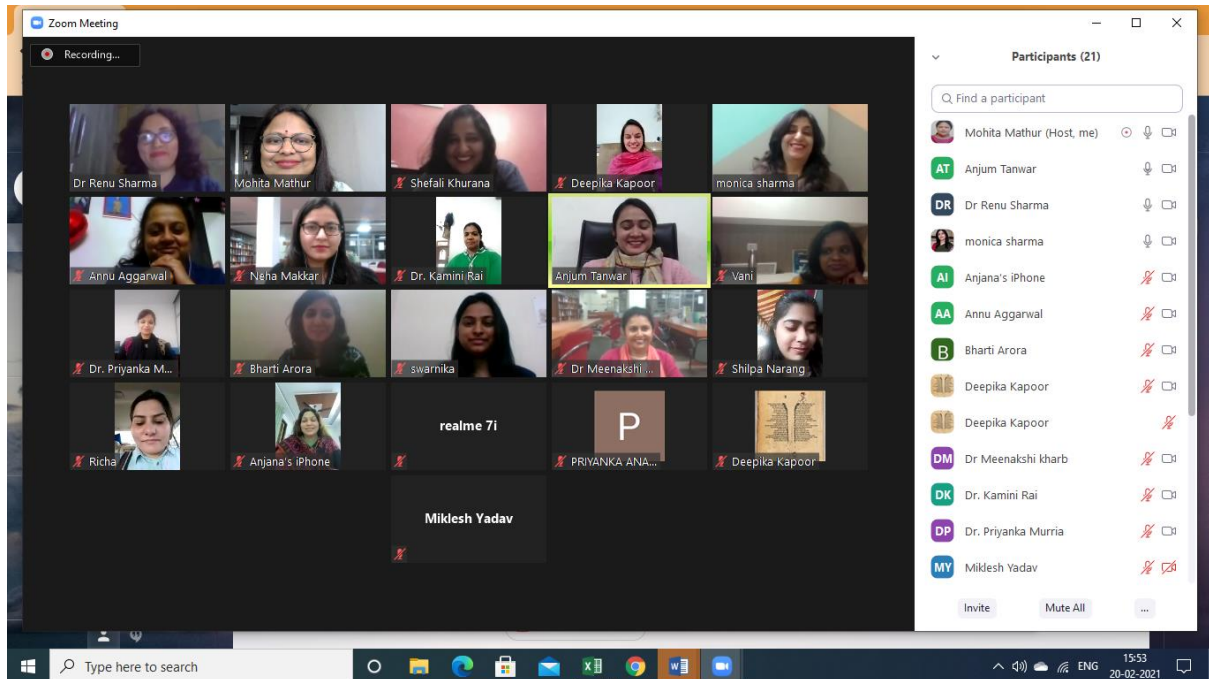 Zoom Meeting
Recording...
Dr Renu Sharma
Mohita Mathur
Shefali Khurana
Deepika Kapoor
monica sharma
Annu Aggarwal
Neha Makkar
Dr. Kamini Rai
Anjum Tanwar
Vani
Dr. Priyanka M...
Bharti Arora
swarnika
Dr Meenakshi ...
Shilpa Narang
Richa
Anjana's iPhone
realme 7i
P
PRIYANKA ANA...
Deepika Kapoor
Miklesh Yadav
Participants (21)
Find a participant
Mohita Mathur (Host, me)
AT Anjum Tanwar
DR Dr Renu Sharma
monica sharma
AI Anjana's iPhone
AA Annu Aggarwal
B Bharti Arora
Deepika Kapoor
Deepika Kapoor
DM Dr Meenakshi kharb
DK Dr. Kamini Rai
DP Dr. Priyanka Murria
MY Miklesh Yadav
Invite Mute All ...
Type here to search
ENG
15:53
20-02-2021